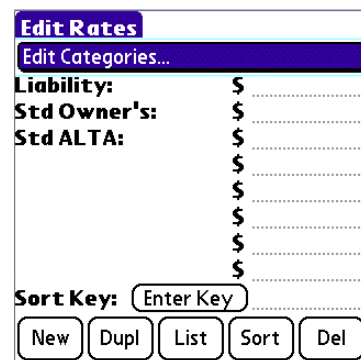 Edit Rates
Edit Categories...
Liability: $
Std Owner's: $
Std ALTA: $
$
$
$
$
$
Sort Key: Enter Key
New Dupl List Sort Del